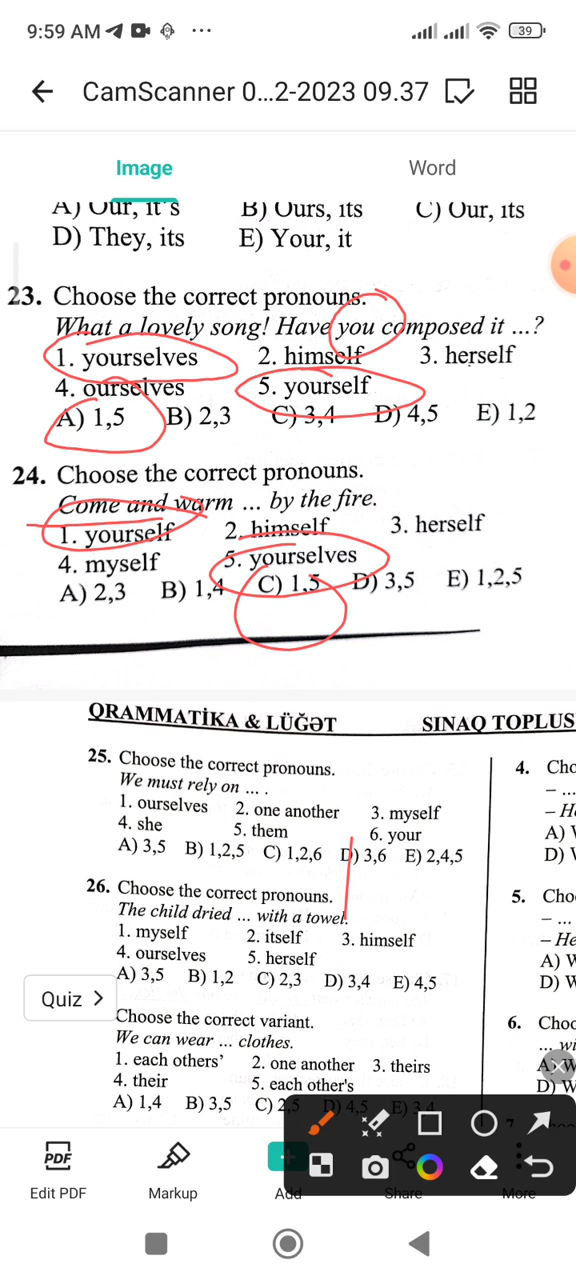 9:59 AM ...
39
CamScanner 0...2-2023 09.37
Image Word
A) Our, it's B) Ours, its C) Our, its
D) They, its E) Your, it
23. Choose the correct pronouns.
What a lovely song! Have you composed it ...?
1. yourselves 2. himself 3. herself
4. ourselves 5. yourself
A) 1,5 B) 2,3 C) 3,4 D) 4,5 E) 1,2
24. Choose the correct pronouns.
Come and warm ... by the fire.
1. yourself 2. himself 3. herself
4. myself 5. yourselves
A) 2,3 B) 1,4 C) 1,5 D) 3,5 E) 1,2,5
QRAMMATİKA & LÜĞƏT SINAQ TOPLUS
25. Choose the correct pronouns.
We must rely on ... .
1. ourselves 2. one another 3. myself
4. she 5. them 6. your
A) 3,5 B) 1,2,5 C) 1,2,6 D) 3,6 E) 2,4,5
26. Choose the correct pronouns.
The child dried ... with a towel.
1. myself 2. itself 3. himself
4. ourselves 5. herself
A) 3,5 B) 1,2 C) 2,3 D) 3,4 E) 4,5
Choose the correct variant.
We can wear ... clothes.
1. each others' 2. one another 3. theirs
4. their 5. each other's
A) 1,4 B) 3,5 C) 2,5 D) 4,5 E) 3,4
4. Cho
– ...
– He
A)
D)
5. Cho
– ...
– He
A)
D)
6. Choo
... wi
A)
D)
Quiz >
PDF
Edit PDF Markup Add Share More